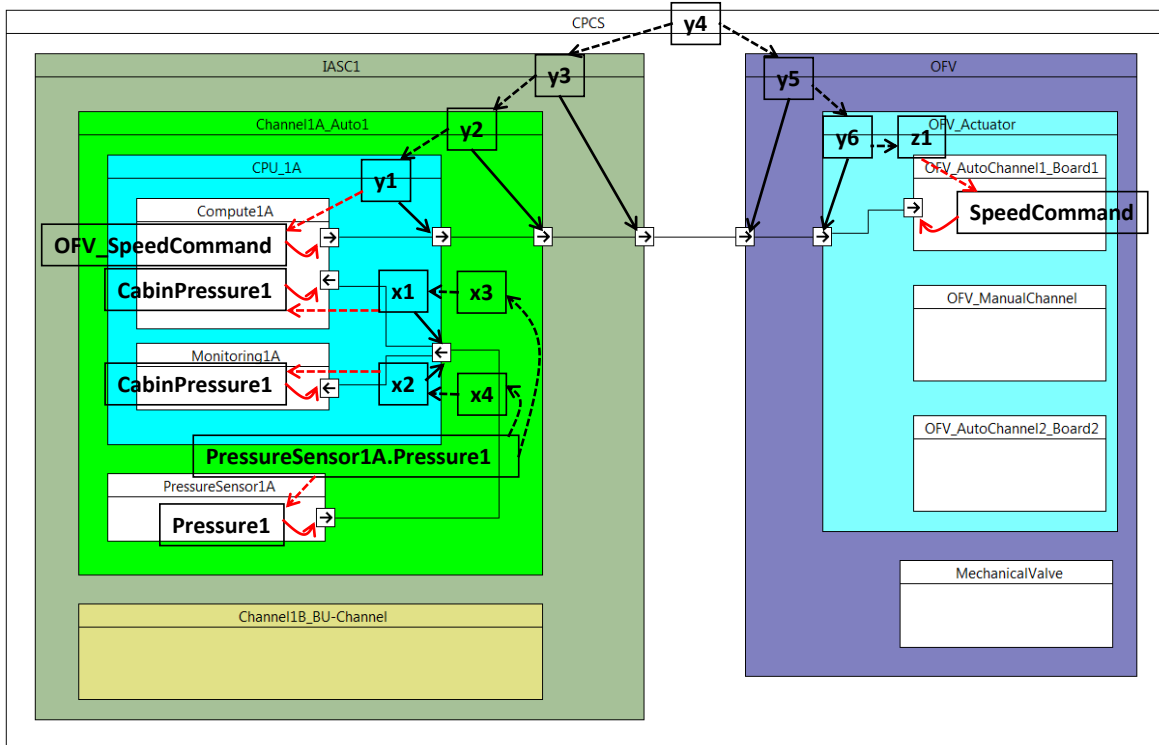 CPCS
y4
IASC1
y3
OFV
y5
Channel1A_Auto1
y2
OFV_Actuator
y6
z1
CPU_1A
y1
OFV_AutoChannel1_Board1
Compute1A
SpeedCommand
OFV_SpeedCommand
CabinPressure1
x1
x3
OFV_ManualChannel
Monitoring1A
CabinPressure1
x2
x4
OFV_AutoChannel2_Board2
PressureSensor1A.Pressure1
PressureSensor1A
Pressure1
MechanicalValve
Channel1B_BU-Channel